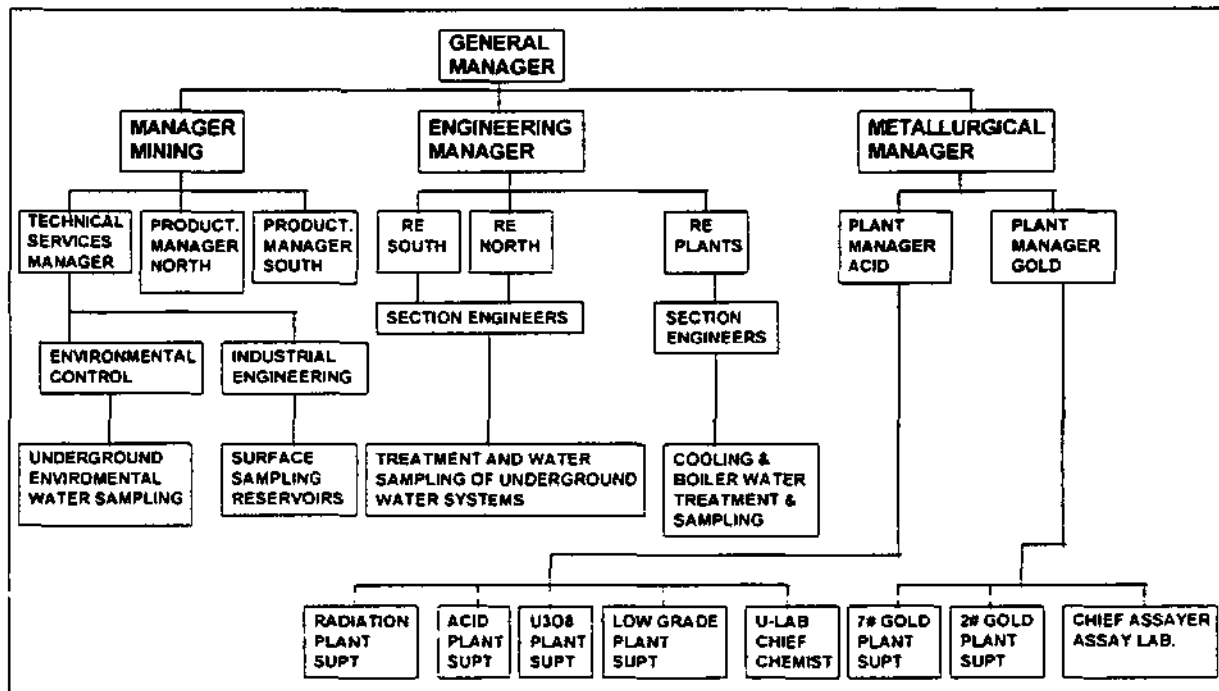 GENERAL
MANAGER
MANAGER
MINING
ENGINEERING
MANAGER
METALLURGICAL
MANAGER
TECHNICAL
SERVICES
MANAGER
PRODUCT.
MANAGER
NORTH
PRODUCT.
MANAGER
SOUTH
RE
SOUTH
RE
NORTH
RE
PLANTS
PLANT
MANAGER
ACID
PLANT
MANAGER
GOLD
SECTION ENGINEERS
SECTION
ENGINEERS
ENVIRONMENTAL
CONTROL
INDUSTRIAL
ENGINEERING
UNDERGROUND
ENVIROMENTAL
WATER SAMPLING
SURFACE
SAMPLING
RESERVOIRS
TREATMENT AND WATER
SAMPLING OF UNDERGROUND
WATER SYSTEMS
COOLING &
BOILER WATER
TREATMENT &
SAMPLING
RADIATION
PLANT
SUPT
ACID
PLANT
SUPT
U3O8
PLANT
SUPT
LOW GRADE
PLANT
SUPT
U-LAB
CHIEF
CHEMIST
7# GOLD
PLANT
SUPT
2# GOLD
PLANT
SUPT
CHIEF ASSAYER
ASSAY LAB.